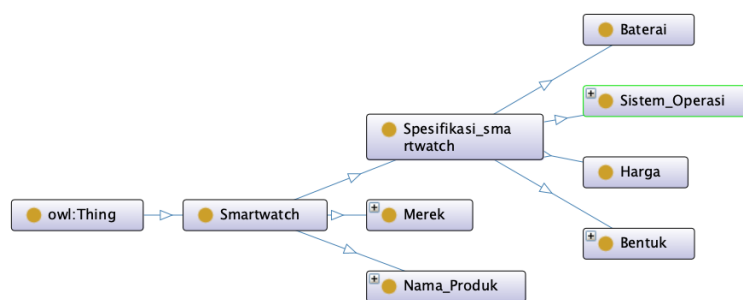 Baterai
Sistem_Operasi
Spesifikasi_sma
rtwatch
Harga
owl:Thing
Smartwatch
Merek
Bentuk
Nama_Produk